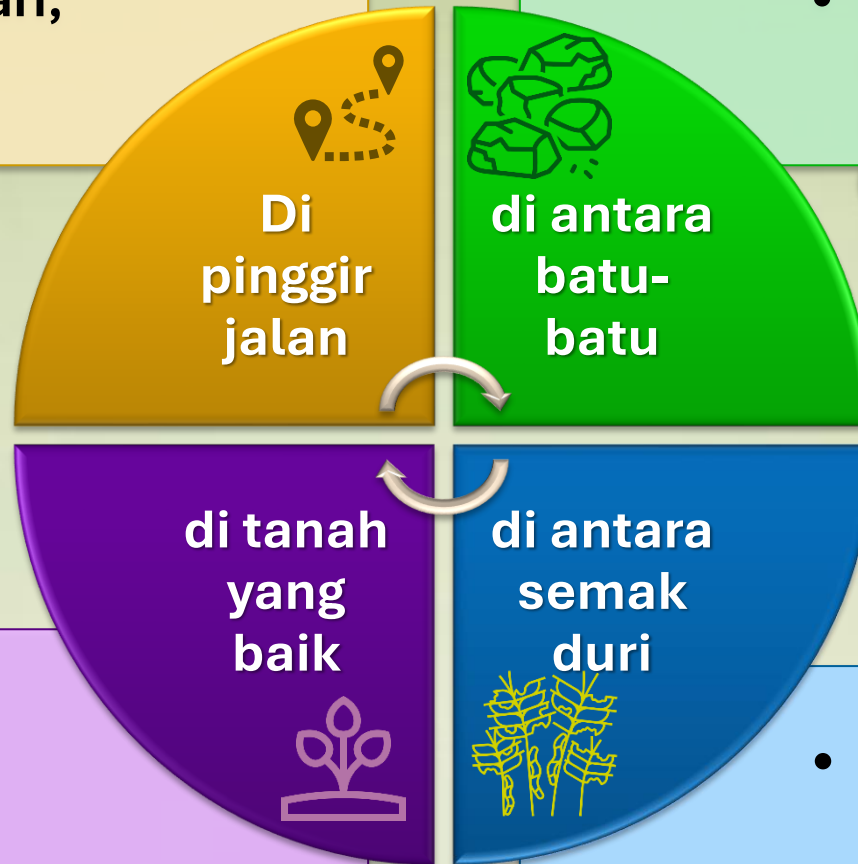 Di
pinggir
jalan
di antara
batu-
batu
di antara
semak
duri
di tanah
yang
baik